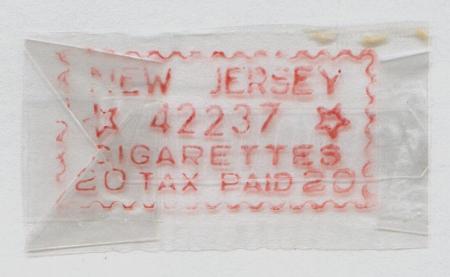 NEW JERSEY
42237
CIGARETTES
20 TAX PAID 20